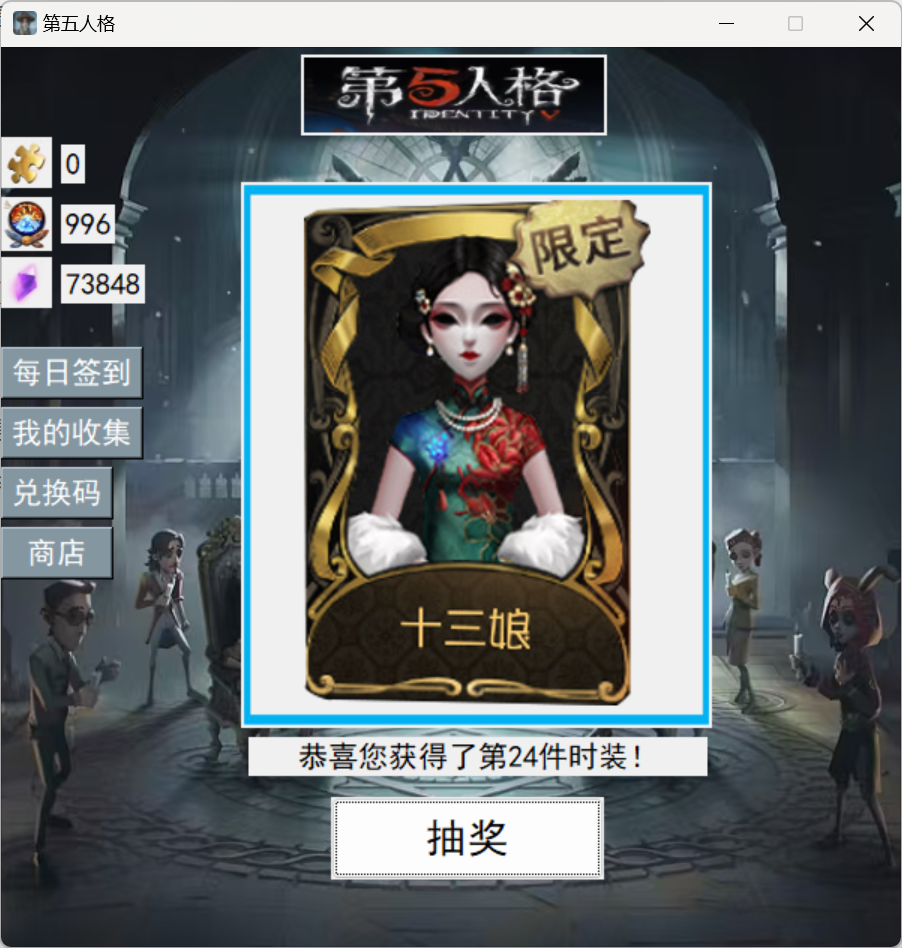 第五人格
第5人格
IDENTITY V
0
996
73848
每日签到
我的收集
兑换码
商店
限定
十三娘
恭喜您获得了第24件时装！
抽奖